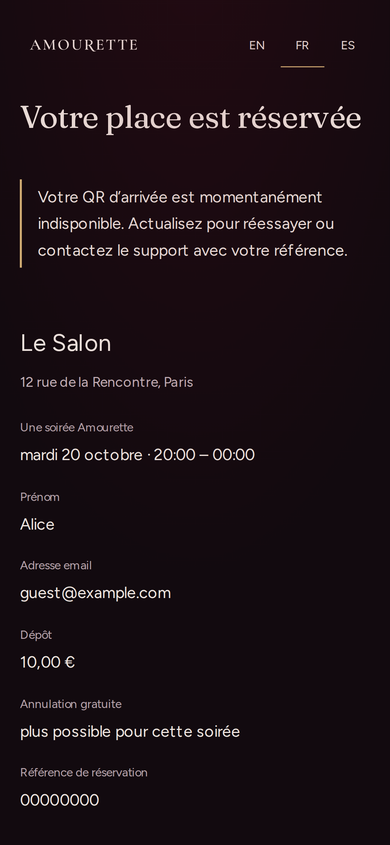 AMOURETTE
EN FR ES
Votre place est réservée
Votre QR d’arrivée est momentanément
indisponible. Actualisez pour réessayer ou
contactez le support avec votre référence.
Le Salon
12 rue de la Rencontre, Paris
Une soirée Amourette
mardi 20 octobre · 20:00 – 00:00
Prénom
Alice
Adresse email
guest@example.com
Dépôt
10,00 €
Annulation gratuite
plus possible pour cette soirée
Référence de réservation
00000000